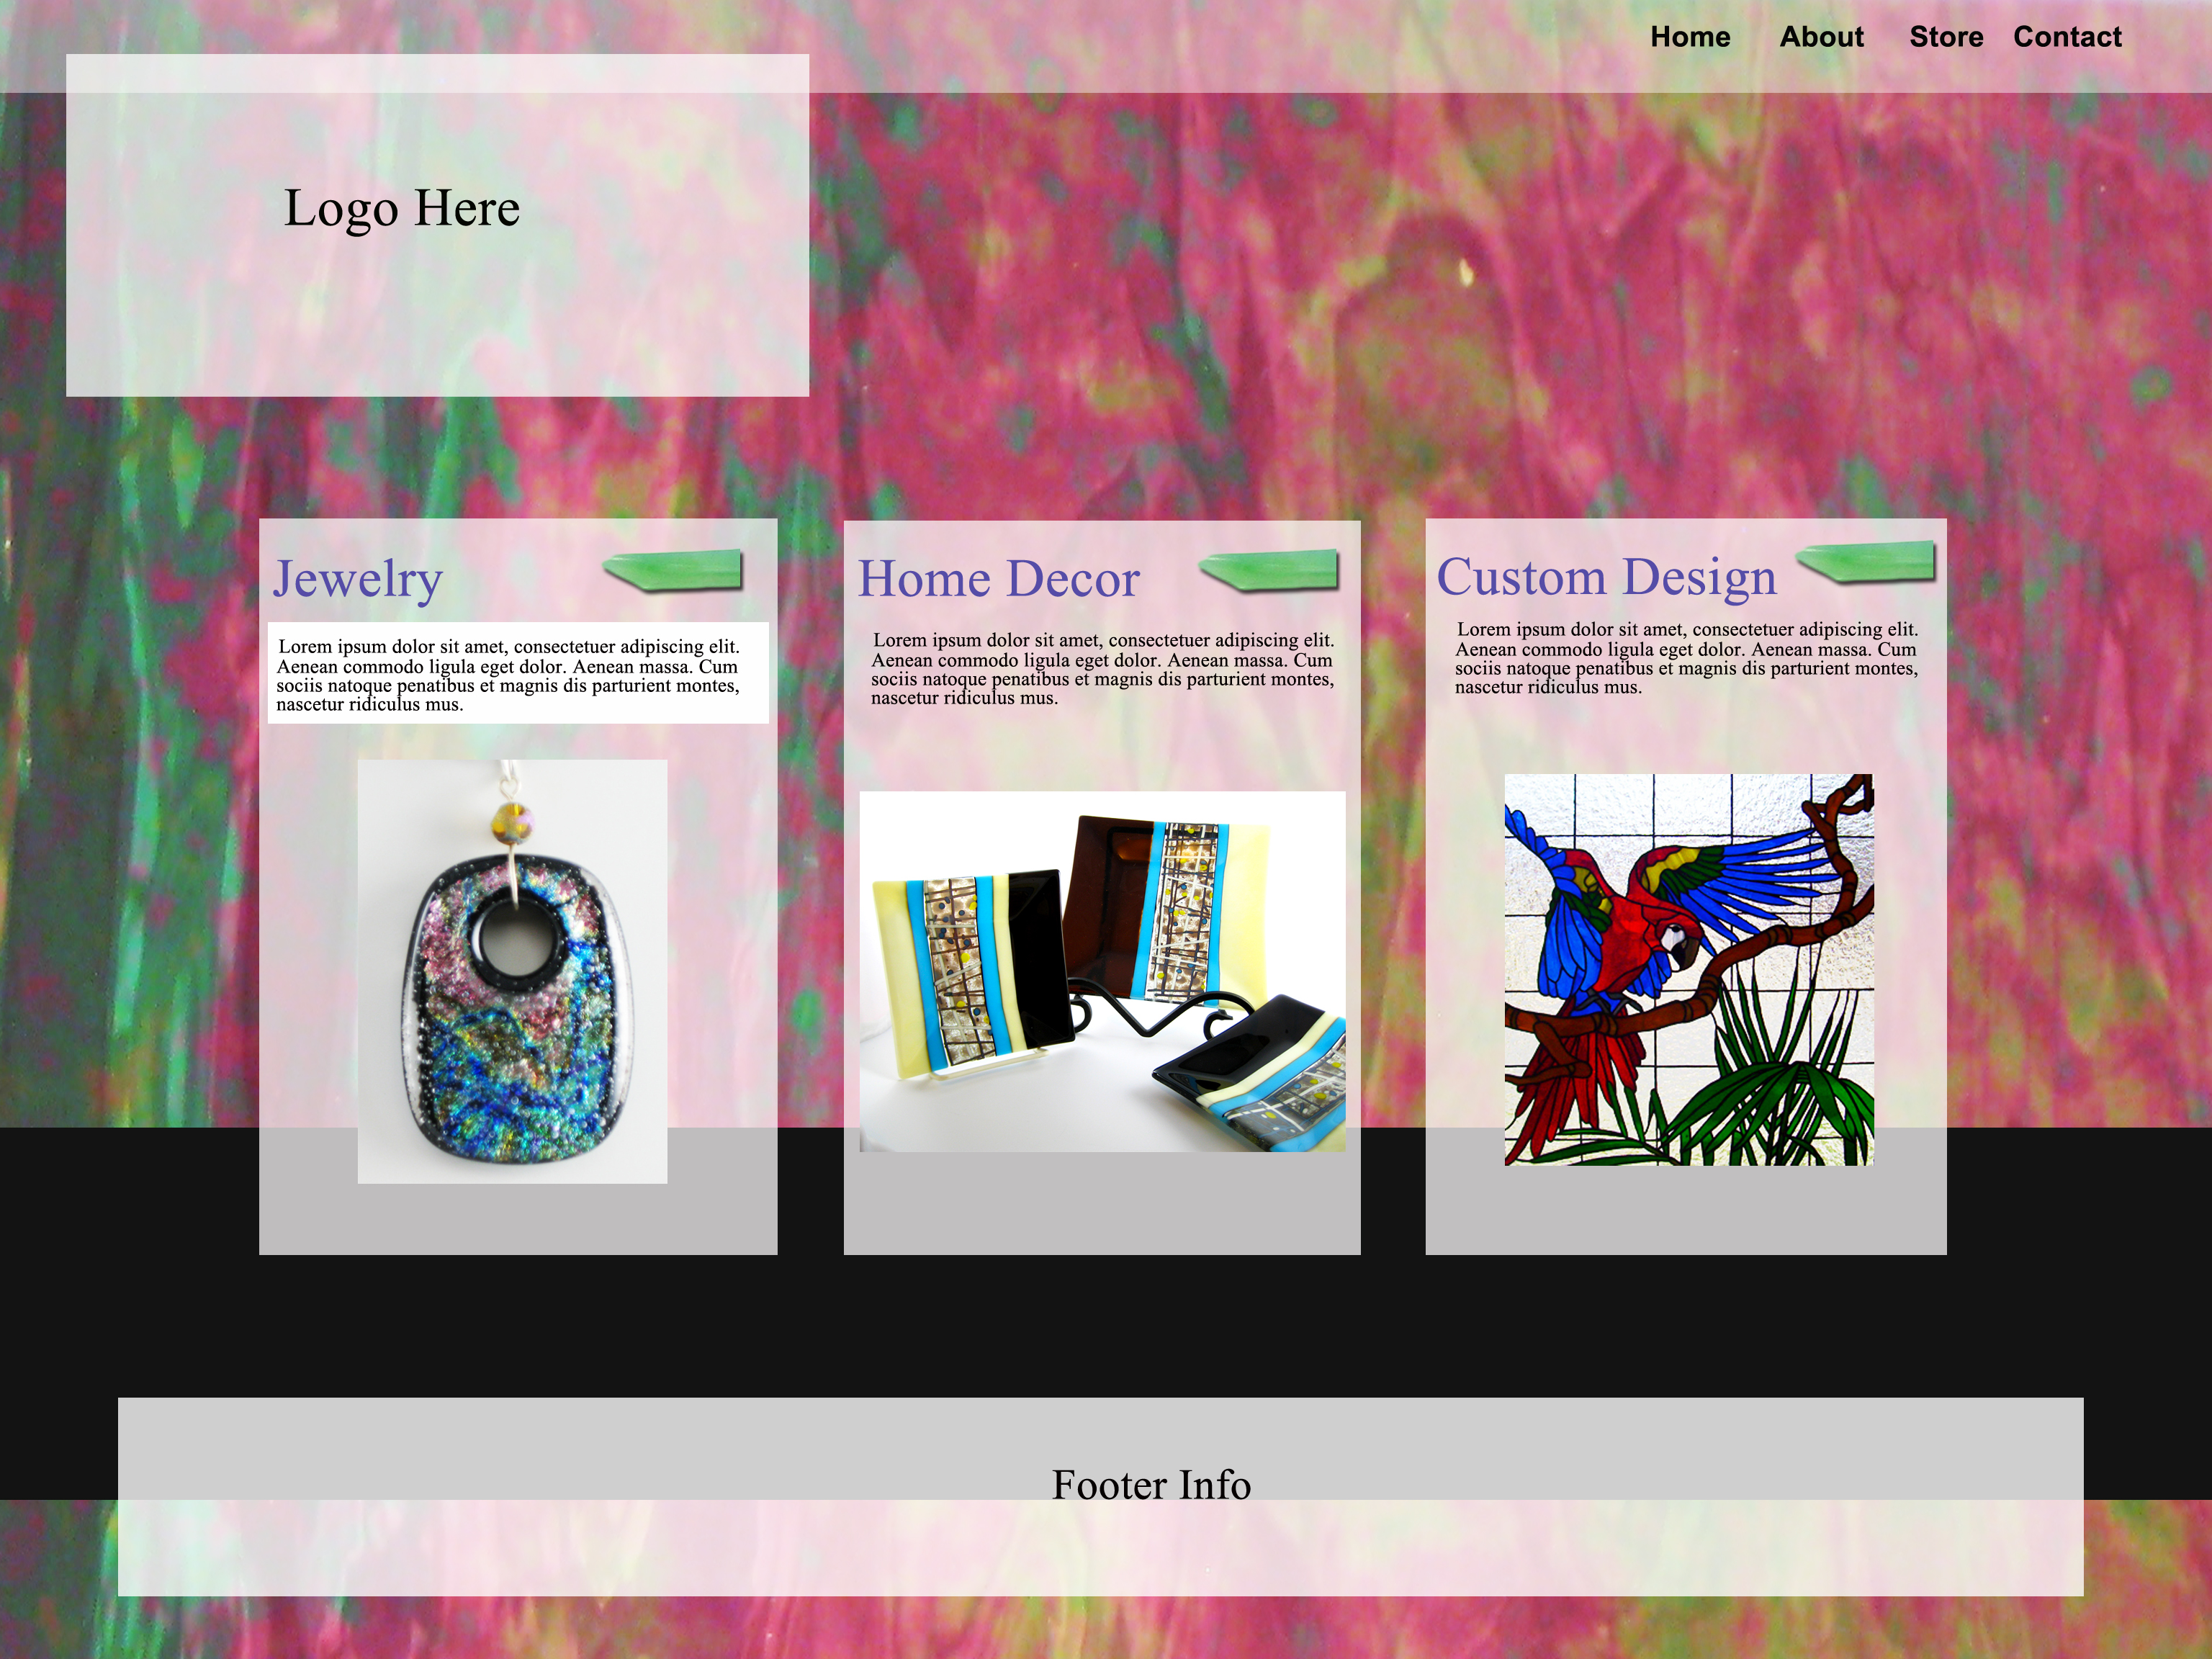 Home About Store Contact
Logo Here
Jewelry
Lorem ipsum dolor sit amet, consectetuer adipiscing elit.
Aenean commodo ligula eget dolor. Aenean massa. Cum
sociis natoque penatibus et magnis dis parturient montes,
nascetur ridiculus mus.
Home Decor
Lorem ipsum dolor sit amet, consectetuer adipiscing elit.
Aenean commodo ligula eget dolor. Aenean massa. Cum
sociis natoque penatibus et magnis dis parturient montes,
nascetur ridiculus mus.
Custom Design
Lorem ipsum dolor sit amet, consectetuer adipiscing elit.
Aenean commodo ligula eget dolor. Aenean massa. Cum
sociis natoque penatibus et magnis dis parturient montes,
nascetur ridiculus mus.
Footer Info